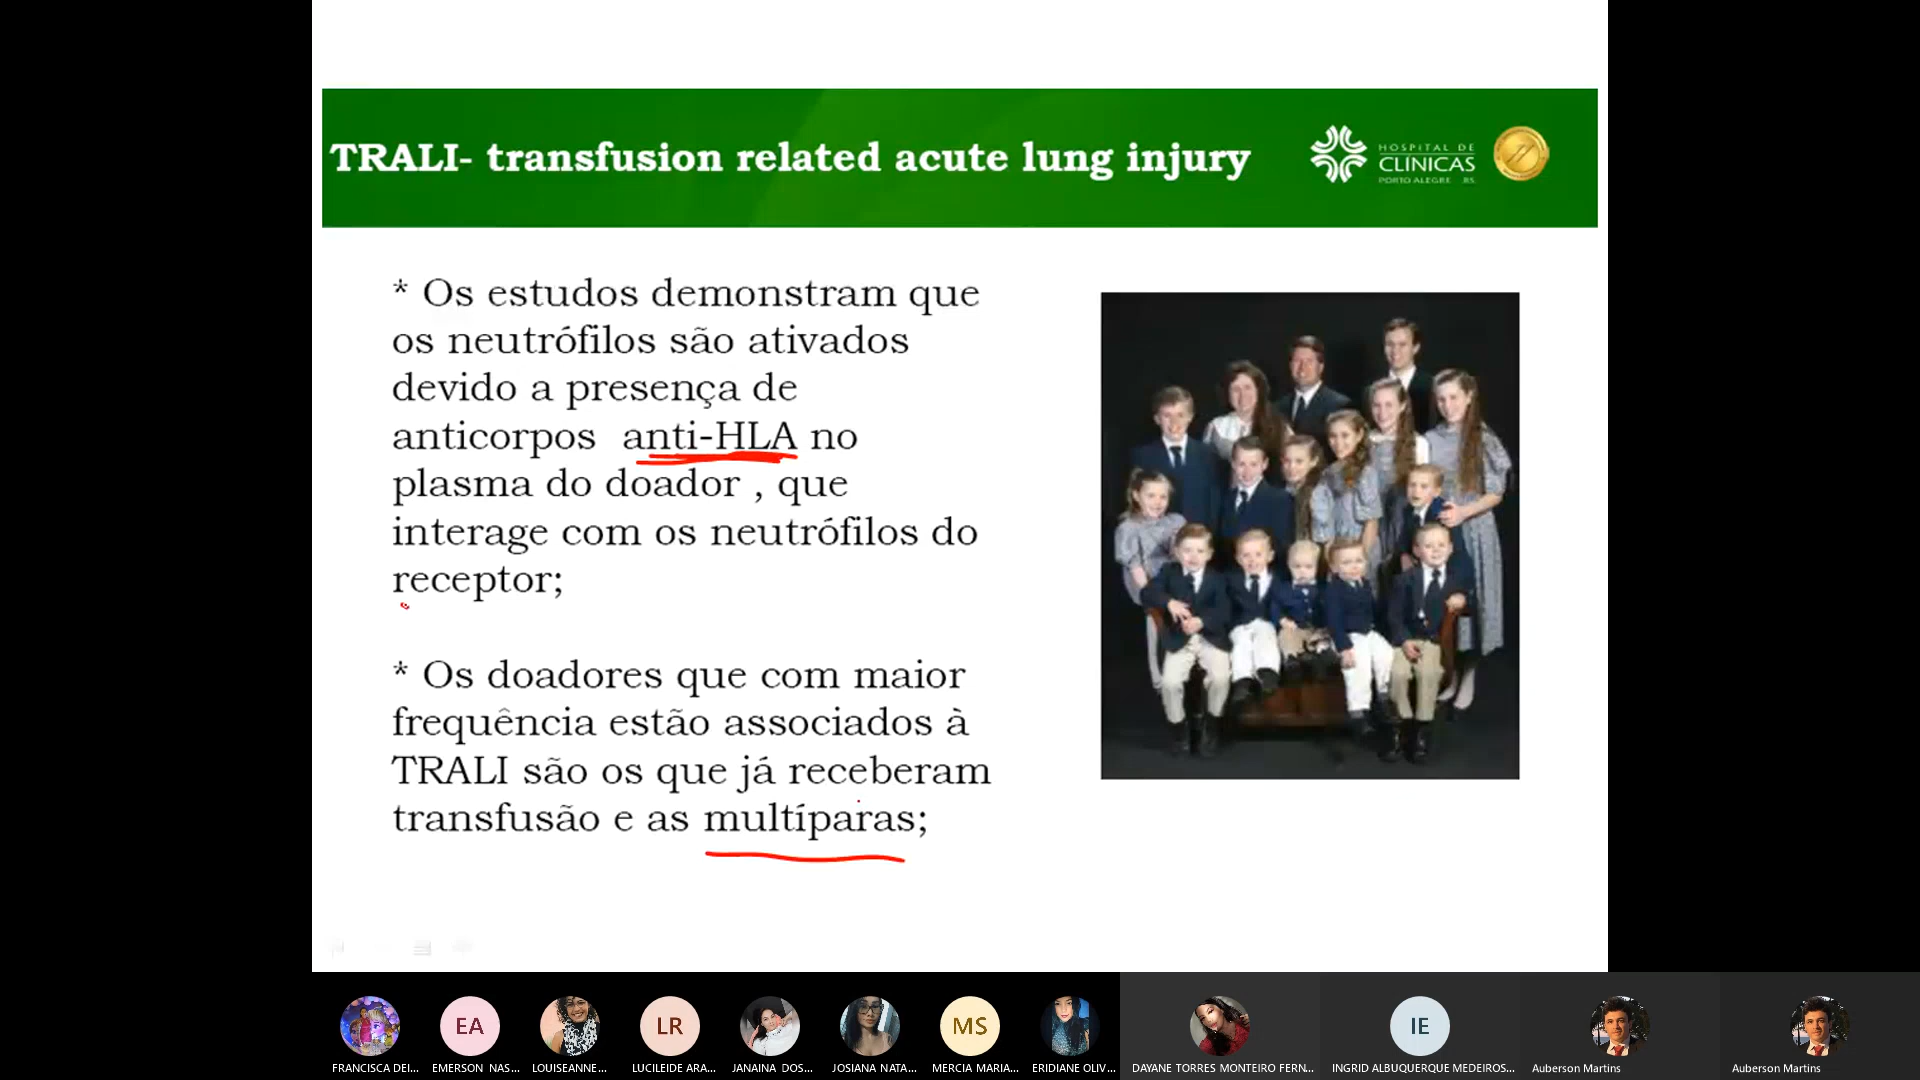 TRALI- transfusion related acute lung injury
HOSPITAL DE
CLÍNICAS
PORTO ALEGRE RS
* Os estudos demonstram que
os neutrófilos são ativados
devido a presença de
anticorpos anti-HLA no
plasma do doador , que
interage com os neutrófilos do
receptor;
* Os doadores que com maior
frequência estão associados à
TRALI são os que já receberam
transfusão e as multíparas;
EA
LR
MS
IE
FRANCISCA DEI...
EMERSON NAS...
LOUISEANNE...
LUCILEIDE ARA...
JANAINA DOS...
JOSIANA NATA...
MERCIA MARIA...
ERIDIANE OLIV...
DAYANE TORRES MONTEIRO FERN...
INGRID ALBUQUERQUE MEDEIROS...
Auberson Martins
Auberson Martins